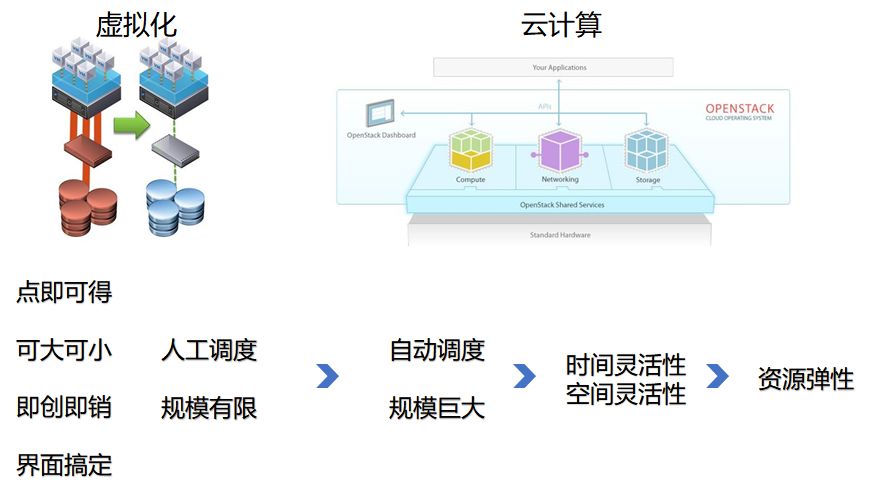 虚拟化
云计算
Your Applications
APIs
OPENSTACK
CLOUD OPERATING SYSTEM
OpenStack Dashboard
Compute
Networking
Storage
OpenStack Shared Services
Standard Hardware
点即可得
可大可小
人工调度
自动调度
时间灵活性
空间灵活性
资源弹性
即创即销
规模有限
规模巨大
界面搞定